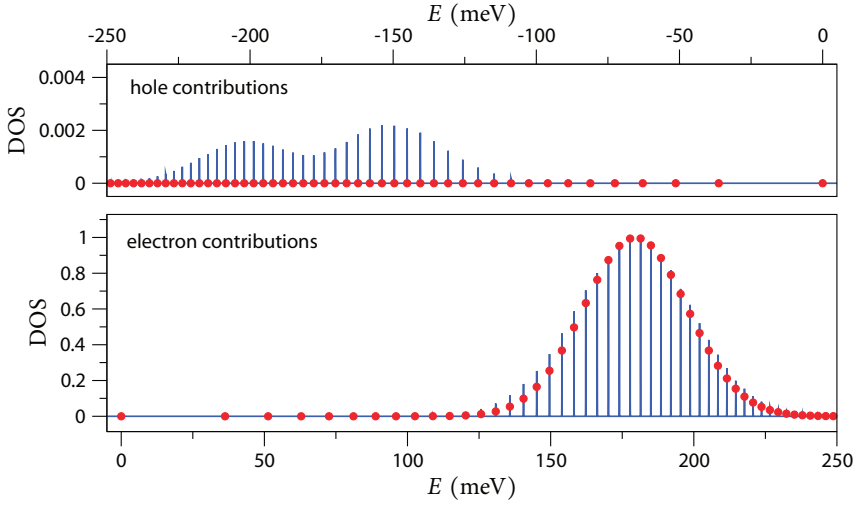 E (meV)
-250 -200 -150 -100 -50 0
0.004
hole contributions
DOS
0.002
0
1
electron contributions
0.8
DOS
0.6
0.4
0.2
0
0 50 100 150 200 250
E (meV)